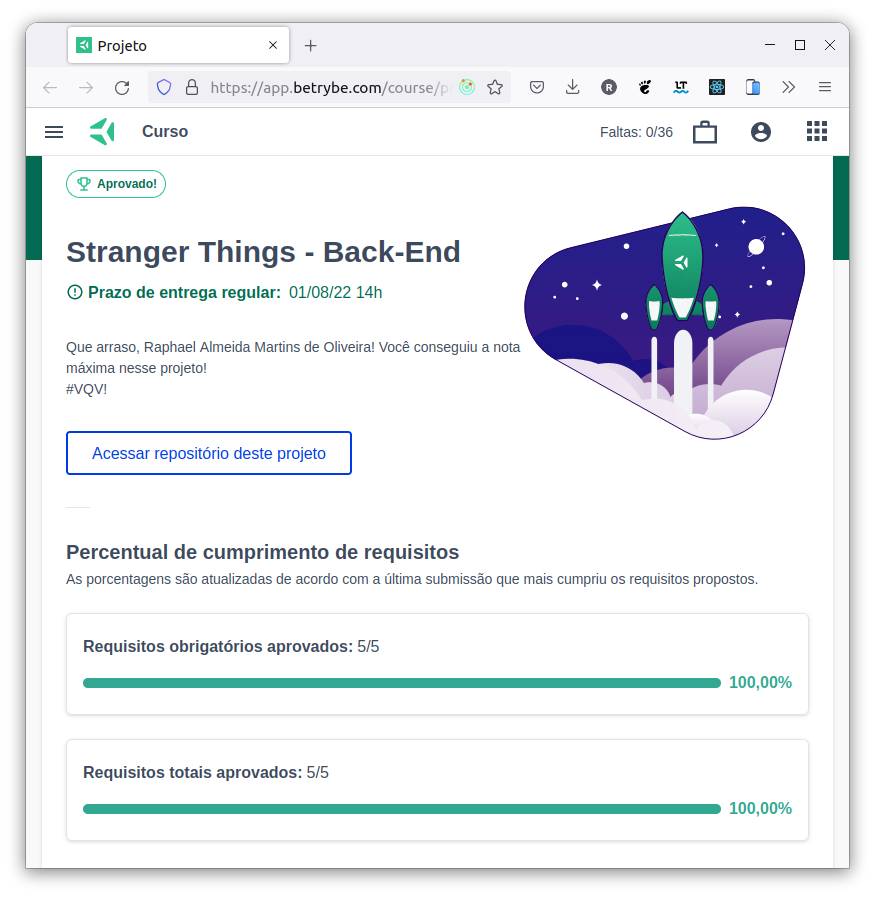 Projeto
https://app.betrybe.com/course/p
R
LT
Curso
Faltas: 0/36
Aprovado!
Stranger Things - Back-End
Prazo de entrega regular: 01/08/22 14h
Que arraso, Raphael Almeida Martins de Oliveira! Você conseguiu a nota
máxima nesse projeto!
#VQV!
Acessar repositório deste projeto
Percentual de cumprimento de requisitos
As porcentagens são atualizadas de acordo com a última submissão que mais cumpriu os requisitos propostos.
Requisitos obrigatórios aprovados: 5/5
100,00%
Requisitos totais aprovados: 5/5
100,00%